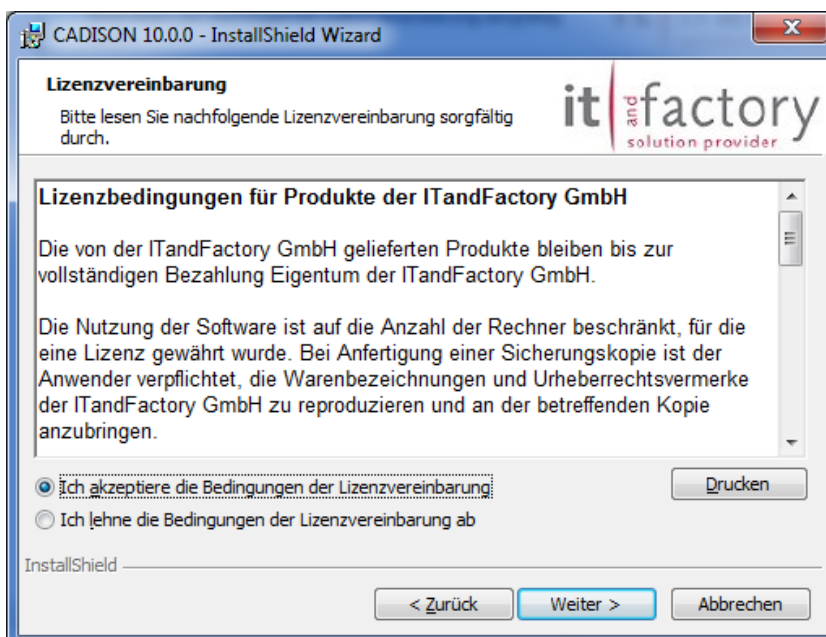 CADISON 10.0.0 - InstallShield Wizard
Lizenzvereinbarung
Bitte lesen Sie nachfolgende Lizenzvereinbarung sorgfältig
durch.
it and factory
solution provider
Lizenzbedingungen für Produkte der ITandFactory GmbH
Die von der ITandFactory GmbH gelieferten Produkte bleiben bis zur
vollständigen Bezahlung Eigentum der ITandFactory GmbH.
Die Nutzung der Software ist auf die Anzahl der Rechner beschränkt, für die
eine Lizenz gewährt wurde. Bei Anfertigung einer Sicherungskopie ist der
Anwender verpflichtet, die Warenbezeichnungen und Urheberrechtsvermerke
der ITandFactory GmbH zu reproduzieren und an der betreffenden Kopie
anzubringen.
Ich akzeptiere die Bedingungen der Lizenzvereinbarung
Drucken
Ich lehne die Bedingungen der Lizenzvereinbarung ab
InstallShield
< Zurück
Weiter >
Abbrechen